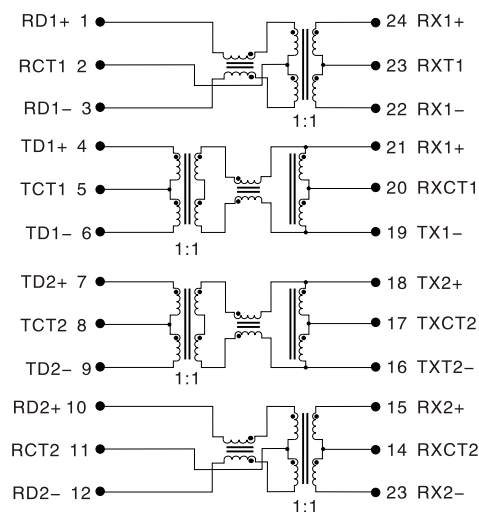 RD1+ 1 24 RX1+
RCT1 2 23 RXT1
RD1− 3 22 RX1−
1:1
TD1+ 4 21 RX1+
TCT1 5 20 RXCT1
TD1− 6 19 TX1−
1:1
TD2+ 7 18 TX2+
TCT2 8 17 TXCT2
TD2− 9 16 TXT2−
1:1
RD2+ 10 15 RX2+
RCT2 11 14 RXCT2
RD2− 12 23 RX2−
1:1